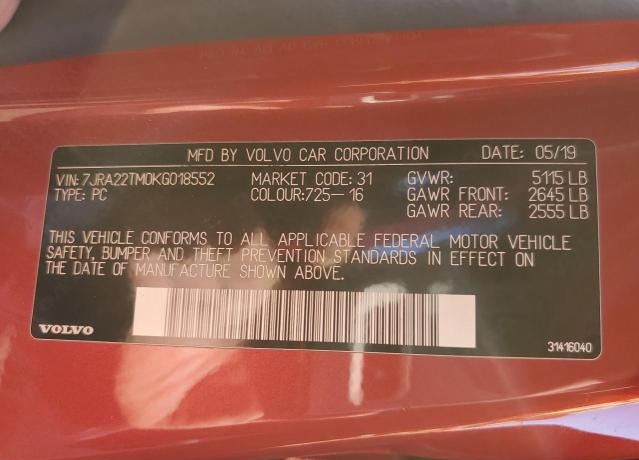 MFD BY VOLVO CAR CORPORATION DATE: 05/19
VIN: 7JRA22TM0KG018552 MARKET CODE: 31 GVWR: 5115 LB
TYPE: PC COLOUR:725-16 GAWR FRONT: 2645 LB
GAWR REAR: 2555 LB
THIS VEHICLE CONFORMS TO ALL APPLICABLE FEDERAL MOTOR VEHICLE
SAFETY, BUMPER AND THEFT PREVENTION STANDARDS IN EFFECT ON
THE DATE OF MANUFACTURE SHOWN ABOVE.
VOLVO 31416040